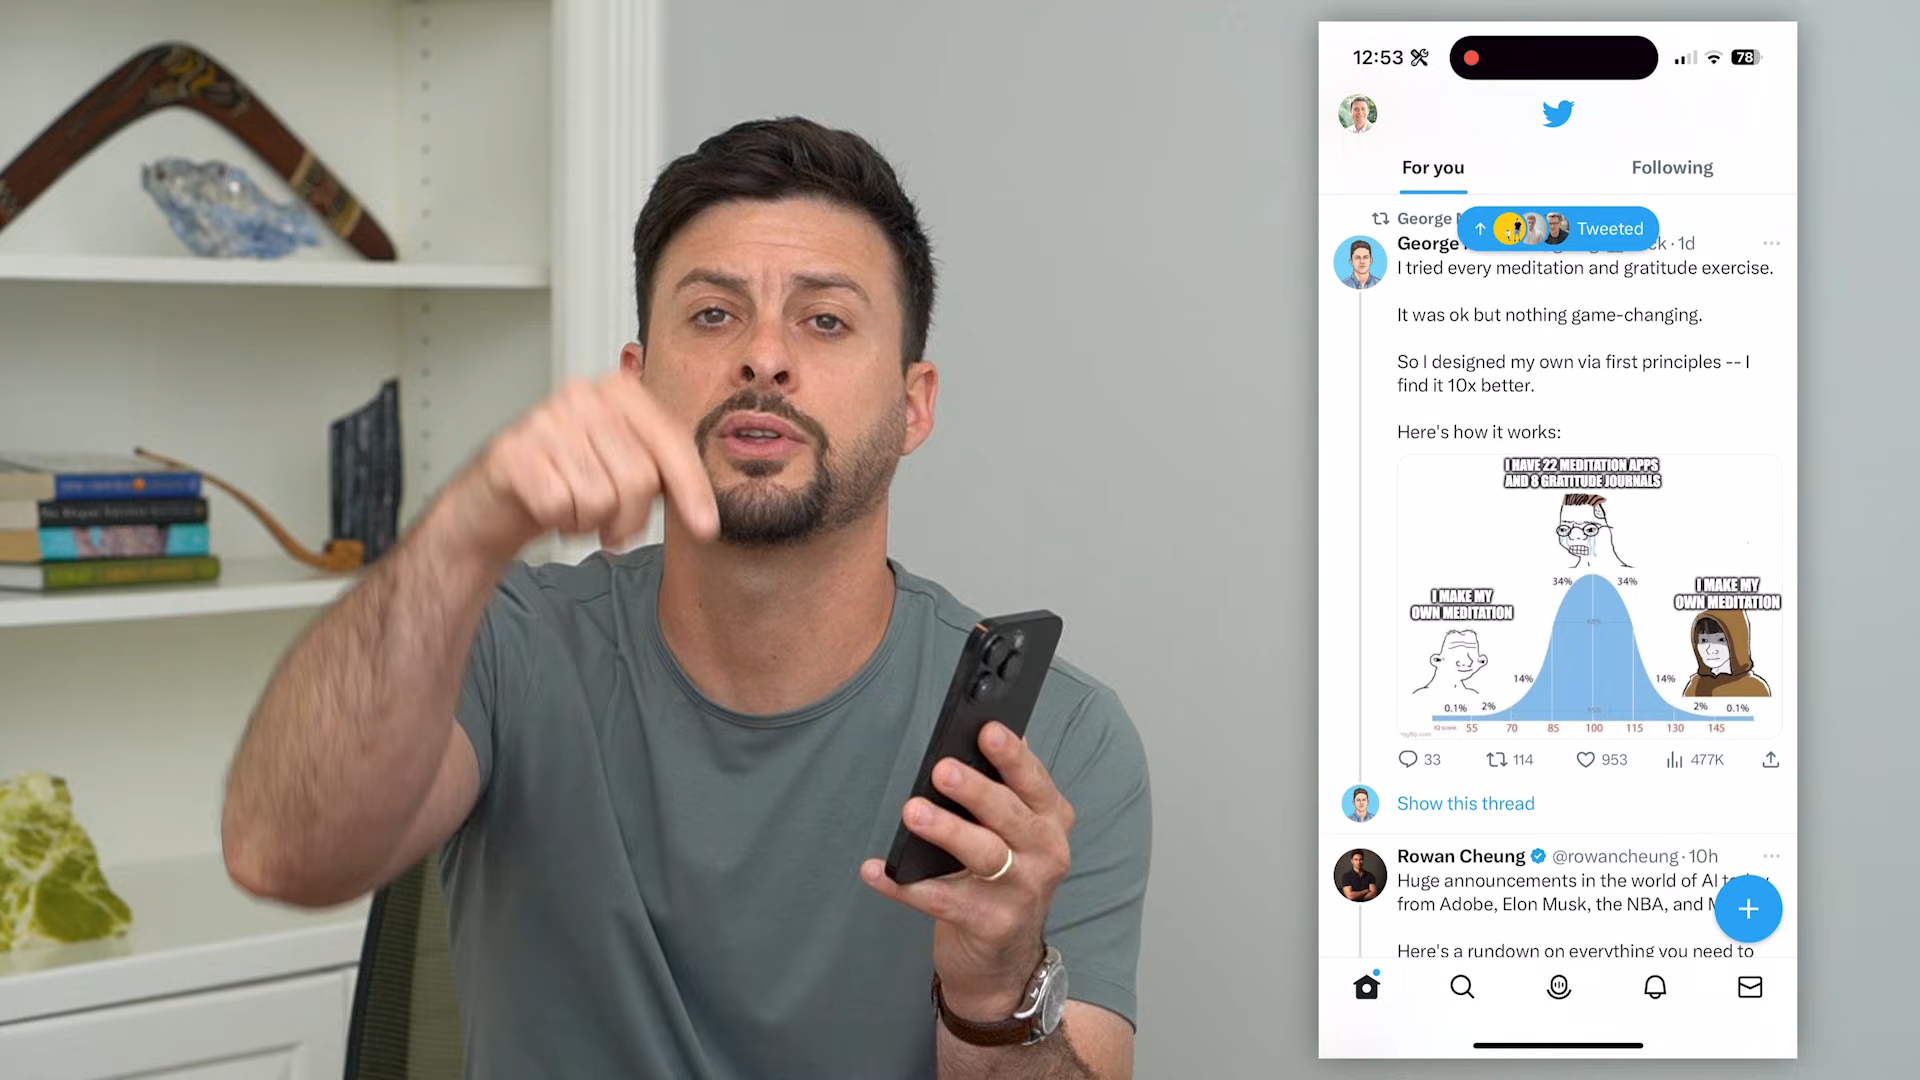 12:53
78
For you
Following
George
Tweeted
George
k · 1d
I tried every meditation and gratitude exercise.
It was ok but nothing game-changing.
So I designed my own via first principles -- I
find it 10x better.
Here's how it works:
I HAVE 22 MEDITATION APPS
AND 8 GRATITUDE JOURNALS
34%
34%
I MAKE MY
OWN MEDITATION
I MAKE MY
OWN MEDITATION
14%
14%
0.1%
2%
2%
0.1%
IQ score
55
70
85
100
115
130
145
imgflip.com
33
114
953
477K
Show this thread
Rowan Cheung @rowancheung · 10h
Huge announcements in the world of AI
from Adobe, Elon Musk, the NBA, and
Here's a rundown on everything you need to